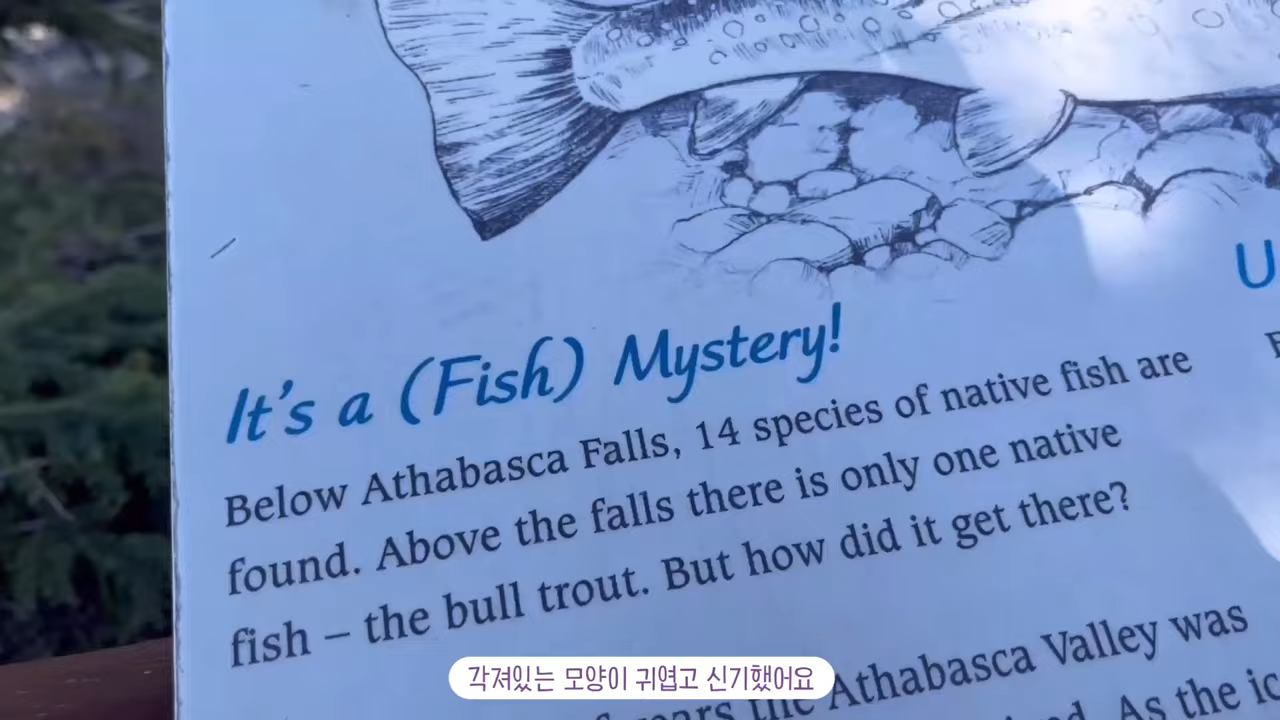 It's a (Fish) Mystery!
Below Athabasca Falls, 14 species of native fish are
found. Above the falls there is only one native
fish – the bull trout. But how did it get there?
Athabasca Valley was
As the
각져있는 모양이 귀엽고 신기했어요